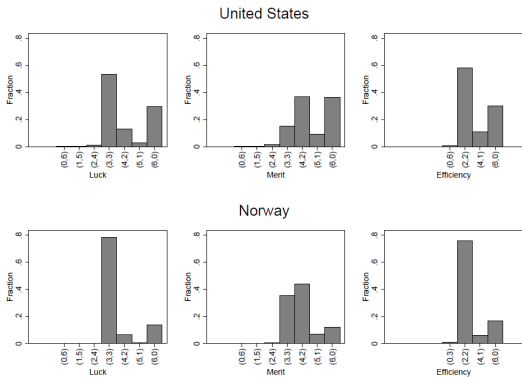 United States
Fraction
0 .2 .4 .6 .8
(0,6) (1,5) (2,4) (3,3) (4,2) (5,1) (6,0)
Luck
Fraction
0 .2 .4 .6 .8
(0,6) (1,5) (2,4) (3,3) (4,2) (5,1) (6,0)
Merit
Fraction
0 .2 .4 .6 .8
(0,6) (2,2) (4,1) (6,0)
Efficiency
Norway
Fraction
0 .2 .4 .6 .8
(0,6) (1,5) (2,4) (3,3) (4,2) (5,1) (6,0)
Luck
Fraction
0 .2 .4 .6 .8
(0,6) (1,5) (2,4) (3,3) (4,2) (5,1) (6,0)
Merit
Fraction
0 .2 .4 .6 .8
(0,3) (2,2) (4,1) (6,0)
Efficiency